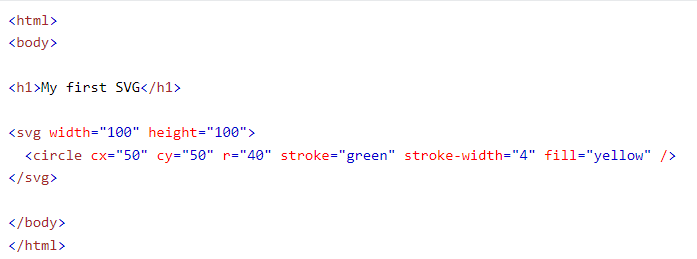 <html>
<body>
<h1>My first SVG</h1>
<svg width="100" height="100">
<circle cx="50" cy="50" r="40" stroke="green" stroke-width="4" fill="yellow" />
</svg>
</body>
</html>